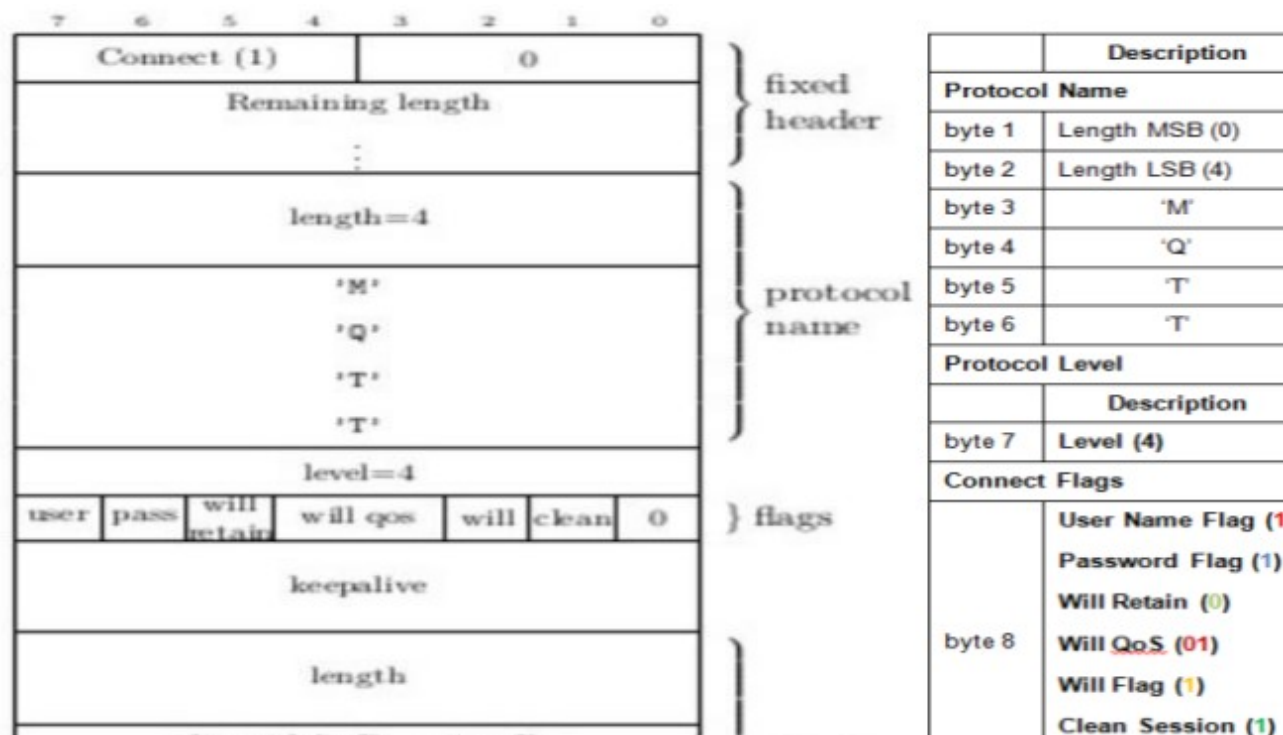 7 6 5 4 3 2 1 0
Connect (1) 0
Remaining length
⋮
fixed
header
length=4
'M'
'Q'
'T'
'T'
protocol
name
level=4
user pass will retain will qos will clean 0
flags
keepalive
length
Description
Protocol Name
byte 1 Length MSB (0)
byte 2 Length LSB (4)
byte 3 'M'
byte 4 'Q'
byte 5 'T'
byte 6 'T'
Protocol Level
Description
byte 7 Level (4)
Connect Flags
byte 8
User Name Flag (1
Password Flag (1)
Will Retain (0)
Will QoS (01)
Will Flag (1)
Clean Session (1)